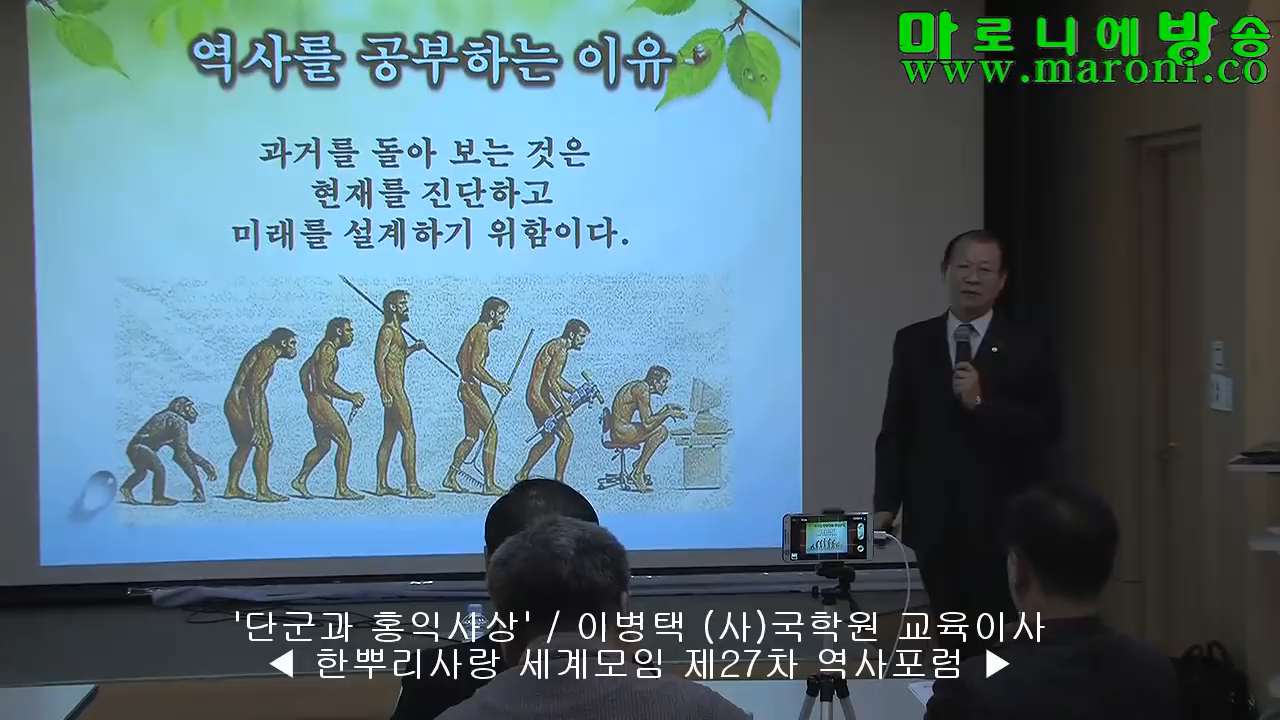 역사를 공부하는 이유
마로니에방송
www.maroni.co
과거를 돌아 보는 것은
현재를 진단하고
미래를 설계하기 위함이다.
'단군과 홍익사상' / 이병택 (사)국학원 교육이사
◀ 한뿌리사랑 세계모임 제27차 역사포럼 ▶